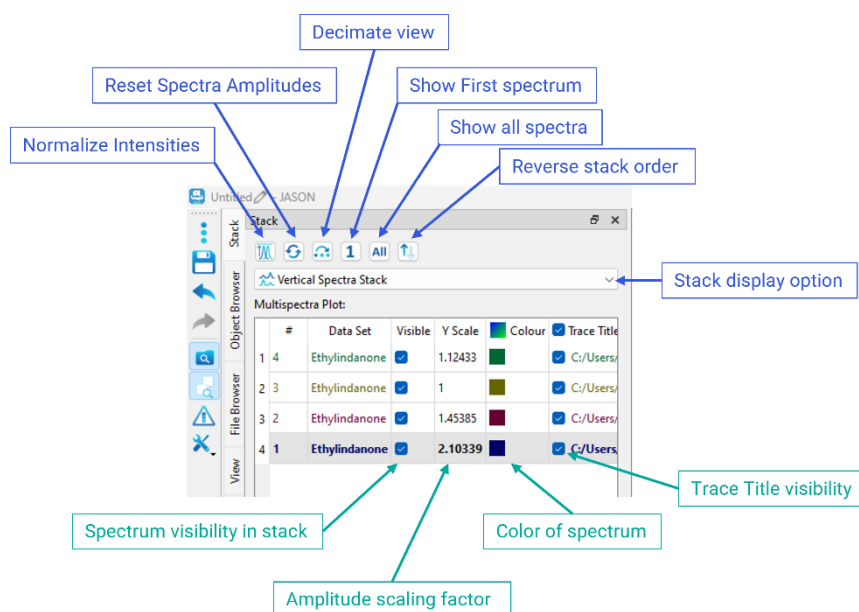 Decimate view
Reset Spectra Amplitudes
Show First spectrum
Show all spectra
Normalize Intensities
Reverse stack order
Untitled - JASON
Stack
Stack
1
All
Vertical Spectra Stack
Stack display option
Object Browser
Multispectra Plot:
# Data Set Visible Y Scale Colour Trace Title
1 4 Ethylindanone 1.12433 C:/Users/
2 3 Ethylindanone 1 C:/Users/
File Browser
3 2 Ethylindanone 1.45385 C:/Users/
4 1 Ethylindanone 2.10339 C:/Users/
View
Trace Title visibility
Spectrum visibility in stack
Color of spectrum
Amplitude scaling factor